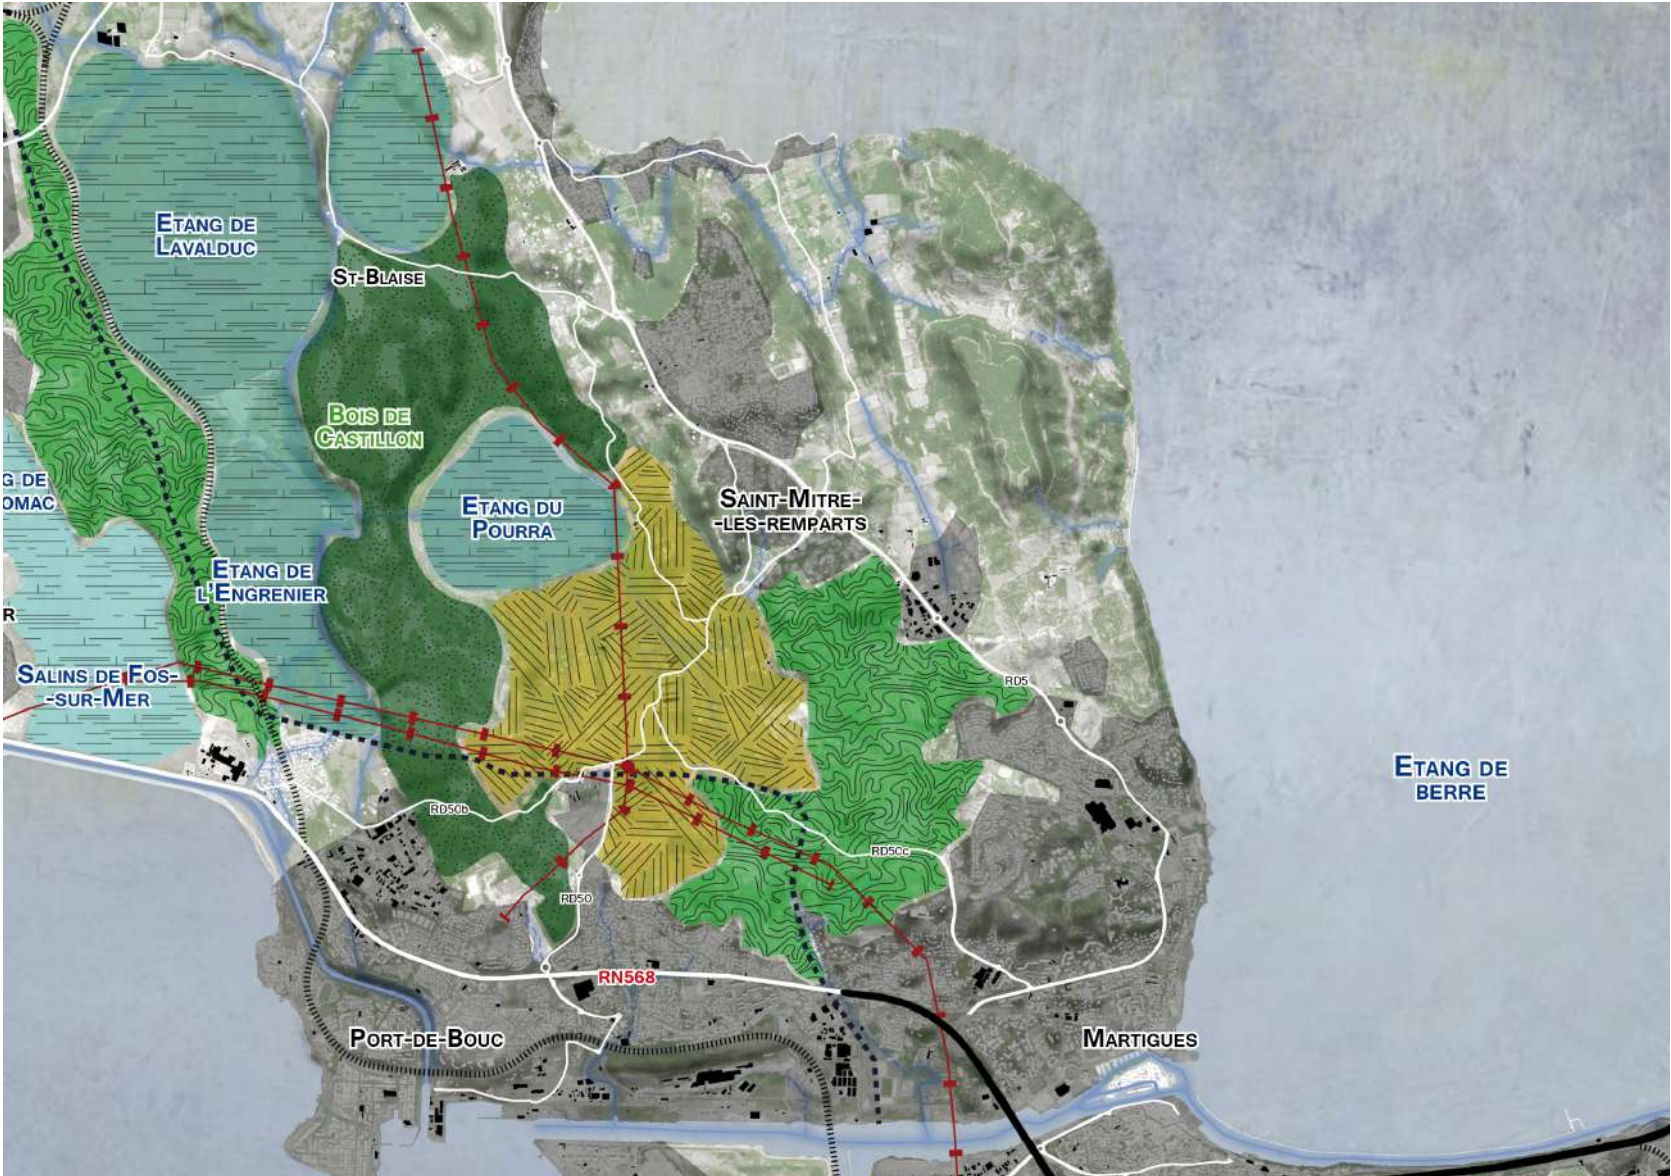 ETANG DE
LAVALDUC
ST-BLAISE
BOIS DE
CASTILLON
G DE
OMAC
ETANG DU
POURRA
SAINT-MITRE-
-LES-REMPARTS
ETANG DE
L'ENGRENIER
R
SALINS DE FOS-
-SUR-MER
RD5
ETANG DE
BERRE
RD50b
RD50c
RD50
RN568
PORT-DE-BOUC
MARTIGUES